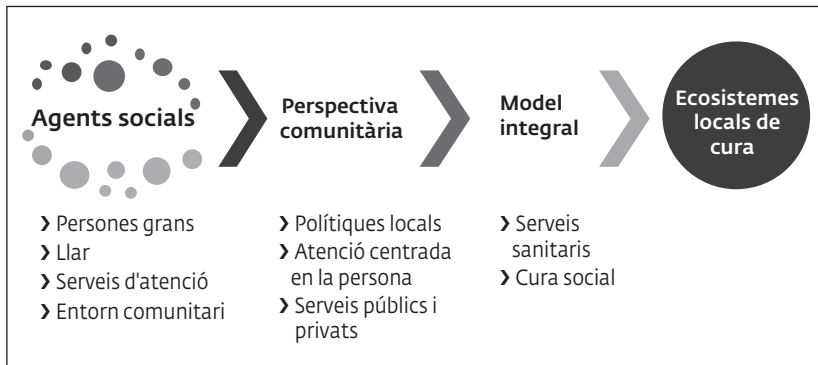 Agents socials
Perspectiva
comunitària
Model
integral
Ecosistemes
locals de
cura
❯ Persones grans
❯ Llar
❯ Serveis d'atenció
❯ Entorn comunitari
❯ Polítiques locals
❯ Atenció centrada
en la persona
❯ Serveis públics i
privats
❯ Serveis
sanitaris
❯ Cura social